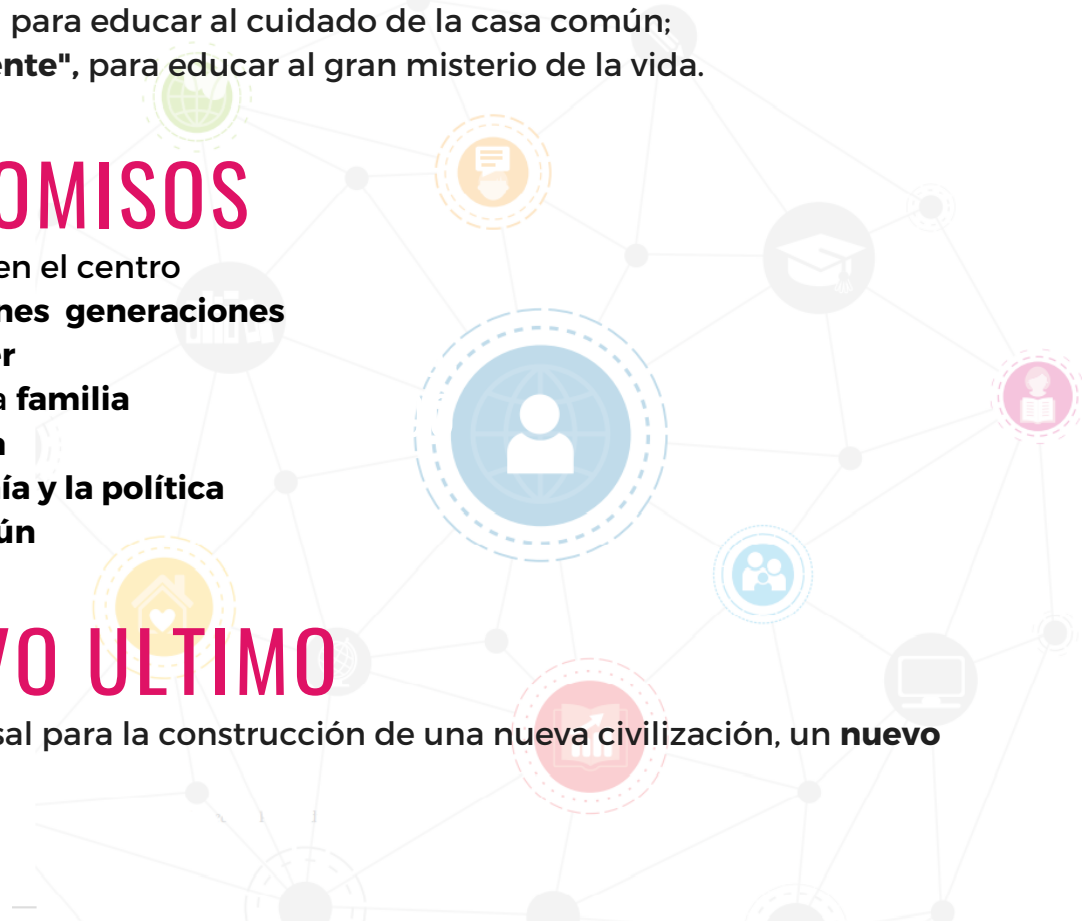 para educar al cuidado de la casa común;
ente", para educar al gran misterio de la vida.
OMISOS
en el centro
nes generaciones
er
a familia
a
ía y la política
ún
VO ULTIMO
sal para la construcción de una nueva civilización, un nuevo